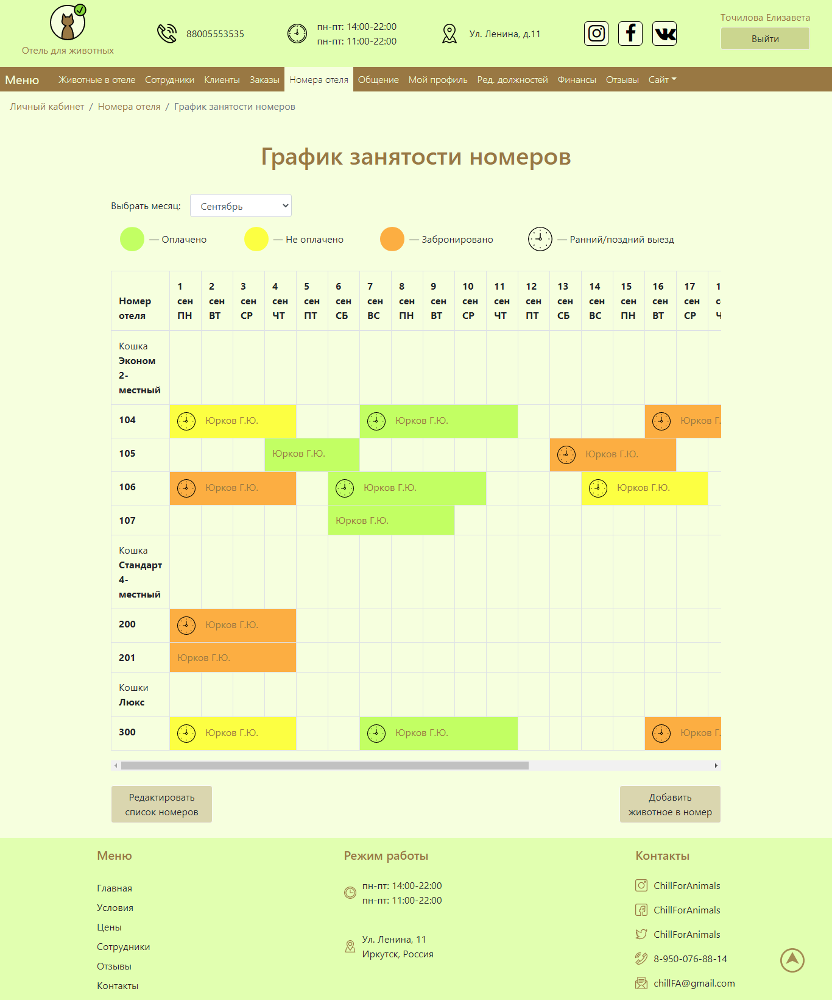 Отель для животных
88005553535
пн-пт: 14:00-22:00
пн-пт: 11:00-22:00
Ул. Ленина, д.11
Точилова Елизавета
Выйти
Меню Животные в отеле Сотрудники Клиенты Заказы Номера отеля Общение Мой профиль Ред. должностей Финансы Отзывы Сайт
Личный кабинет / Номера отеля / График занятости номеров
График занятости номеров
Выбрать месяц: Сентябрь
— Оплачено — Не оплачено — Забронировано — Ранний/поздний выезд
1 2 3 4 5 6 7 8 9 10 11 12 13 14 15 16 17
Номер сен сен сен сен сен сен сен сен сен сен сен сен сен сен сен сен сен
отеля ПН ВТ СР ЧТ ПТ СБ ВС ПН ВТ СР ЧТ ПТ СБ ВС ПН ВТ СР
Кошка
Эконом
2-
местный
104 Юрков Г.Ю. Юрков Г.Ю. Юрков Г.
105 Юрков Г.Ю. Юрков Г.Ю.
106 Юрков Г.Ю. Юрков Г.Ю. Юрков Г.Ю.
107 Юрков Г.Ю.
Кошка
Стандарт
4-
местный
200 Юрков Г.Ю.
201 Юрков Г.Ю.
Кошки
Люкс
300 Юрков Г.Ю. Юрков Г.Ю. Юрков Г.
Редактировать
список номеров
Добавить
животное в номер
Меню
Главная
Условия
Цены
Сотрудники
Отзывы
Контакты
Режим работы
пн-пт: 14:00-22:00
пн-пт: 11:00-22:00
Ул. Ленина, 11
Иркутск, Россия
Контакты
ChillForAnimals
ChillForAnimals
ChillForAnimals
8-950-076-88-14
chillFA@gmail.com